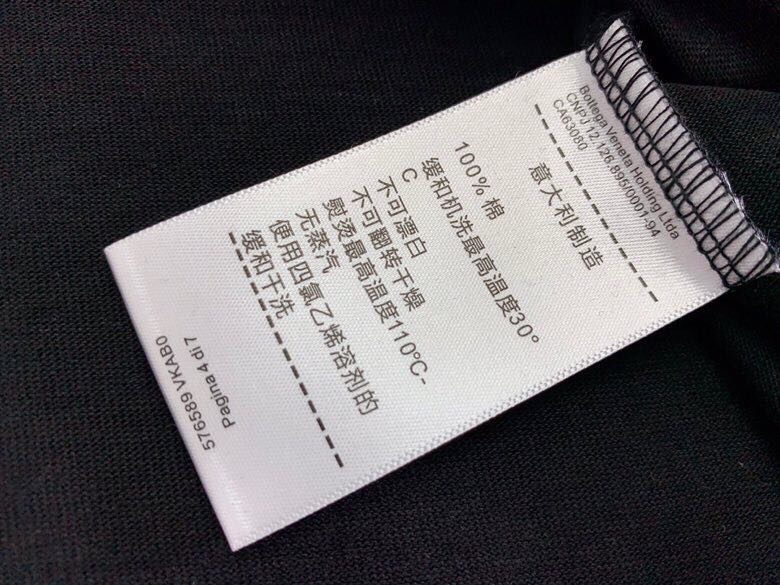 Bottega Veneta Holding Llda
CNPJ 12.126.895/0001-94
CA63080
意大利制造
100% 棉
缓和机洗最高温度30°
C
不可漂白
不可翻转干燥
熨烫最高温度110℃-
无蒸汽
使用四氯乙烯溶剂的
缓和干洗
576589 VKAB0
Pagina 4 di 7